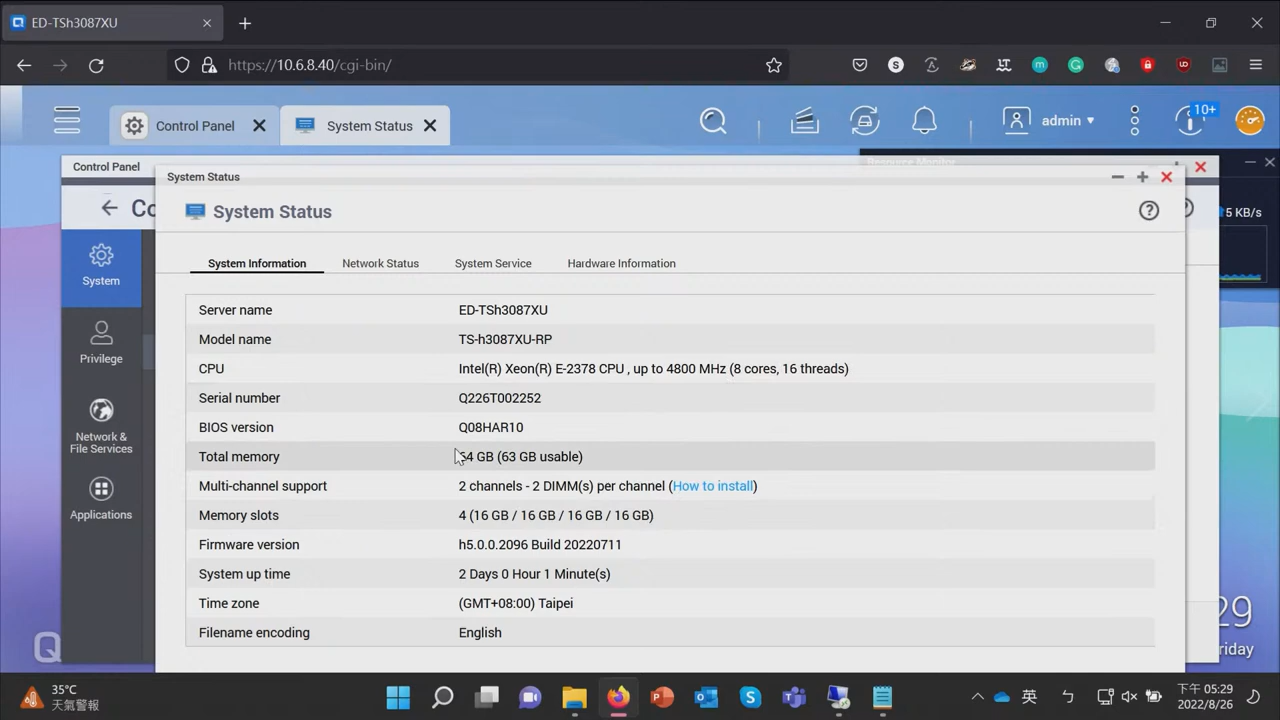 ED-TSh3087XU
https://10.6.8.40/cgi-bin/
Control Panel
System Status
admin
10+
Control Panel
Resource Monitor
System Status
Co
System Status
5 KB/s
System
Privilege
Network &
File Services
Applications
System Information
Network Status
System Service
Hardware Information
Server name ED-TSh3087XU
Model name TS-h3087XU-RP
CPU Intel(R) Xeon(R) E-2378 CPU , up to 4800 MHz (8 cores, 16 threads)
Serial number Q226T002252
BIOS version Q08HAR10
Total memory 64 GB (63 GB usable)
Multi-channel support 2 channels - 2 DIMM(s) per channel (How to install)
Memory slots 4 (16 GB / 16 GB / 16 GB / 16 GB)
Firmware version h5.0.0.2096 Build 20220711
System up time 2 Days 0 Hour 1 Minute(s)
Time zone (GMT+08:00) Taipei
Filename encoding English
29
riday
35°C
天氣警報
英
ㄅ
下午 05:29
2022/8/26